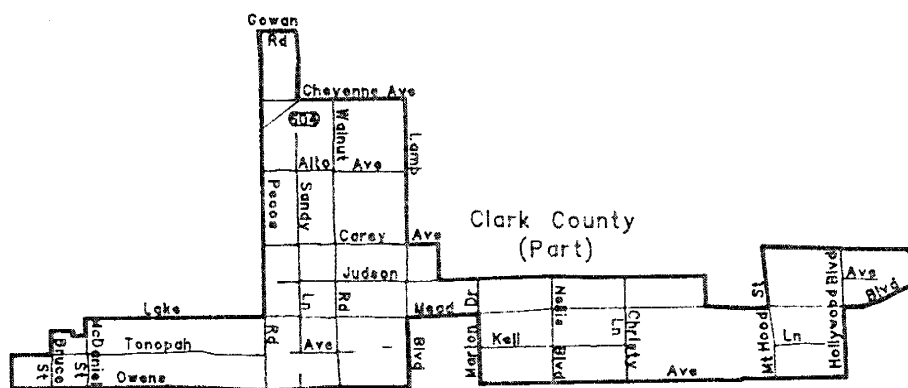 Gowan
Rd
Cheyenne Ave
604
Walnut
Lamb
Alto Ave
Pecos
Sandy
Clark County
(Part)
Carey Ave
Judson
Ln
Rd
Lake Mead
Dr
Nellis
Ln
St
Hollywood Blvd
Ave
Blvd
McDaniel
St
Bruce
St
Tonopah
Rd
Ave
Blvd
Marion
Kell
Blvd
Christy
Mt Hood
Ln
Owens
Ave